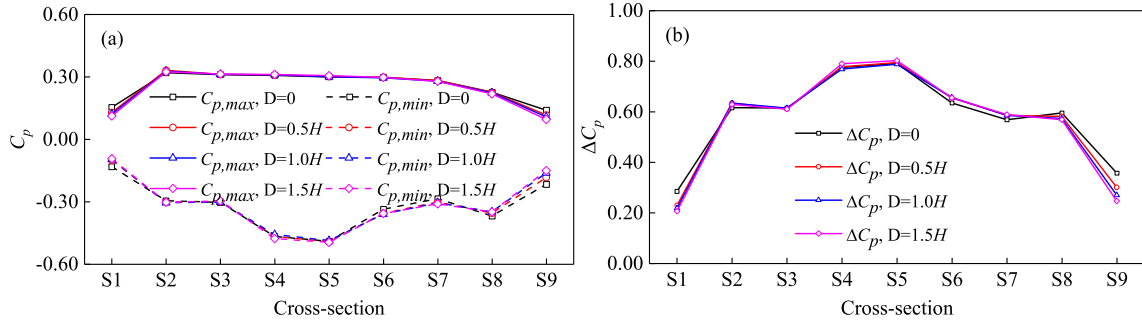 (a)
0.60
0.30
0.00
-0.30
-0.60
C_p
C_p,max, D=0
C_p,min, D=0
C_p,max, D=0.5H
C_p,min, D=0.5H
C_p,max, D=1.0H
C_p,min, D=1.0H
C_p,max, D=1.5H
C_p,min, D=1.5H
S1 S2 S3 S4 S5 S6 S7 S8 S9
Cross-section
(b)
1.00
0.80
0.60
0.40
0.20
0.00
ΔC_p
ΔC_p, D=0
ΔC_p, D=0.5H
ΔC_p, D=1.0H
ΔC_p, D=1.5H
S1 S2 S3 S4 S5 S6 S7 S8 S9
Cross-section